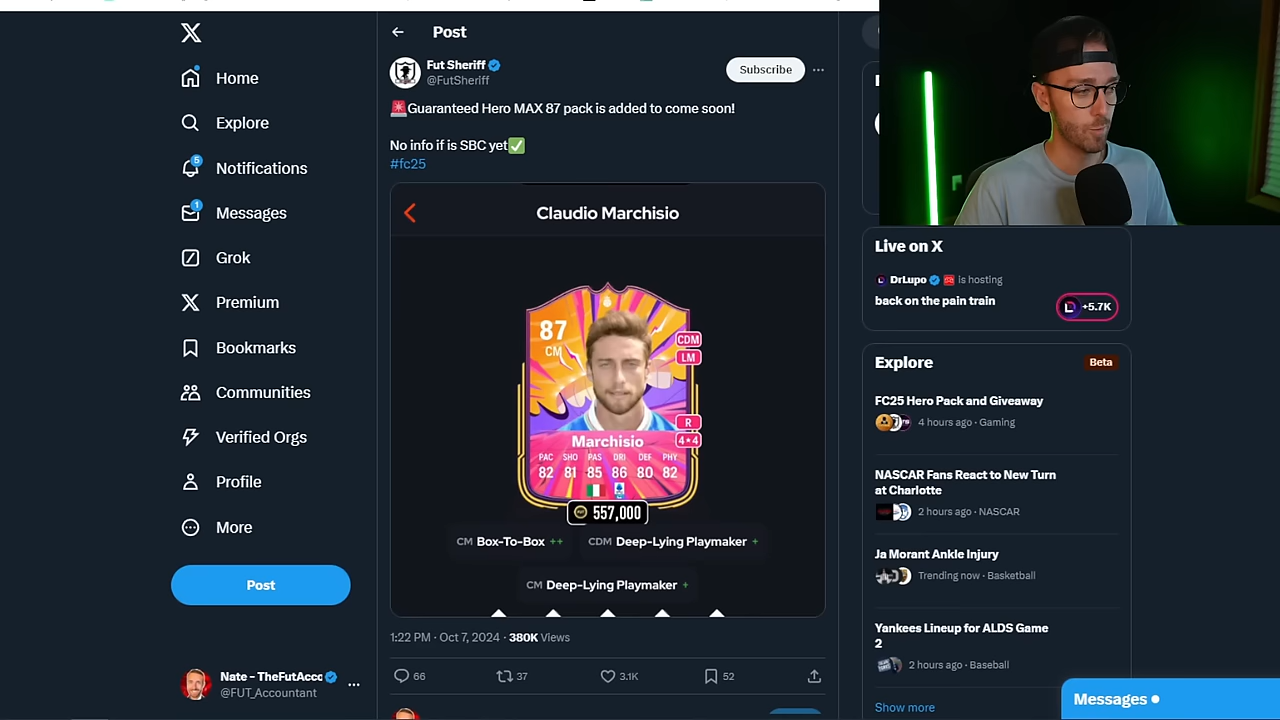 Home
Explore
5
Notifications
1
Messages
Grok
Premium
Bookmarks
Communities
Verified Orgs
Profile
More
Post
Nate - TheFutAcc
@FUT_Accountant
Post
Fut Sheriff
@FutSheriff
Subscribe
🚨Guaranteed Hero MAX 87 pack is added to come soon!
No info if is SBC yet✅
#fc25
Claudio Marchisio
87
CM
CDM
LM
R
4★4
Marchisio
PAC SHO PAS DRI DEF PHY
82 81 85 86 80 82
557,000
CM Box-To-Box ++
CDM Deep-Lying Playmaker +
CM Deep-Lying Playmaker +
1:22 PM · Oct 7, 2024 · 380K Views
66
37
3.1K
52
Live on X
DrLupo is hosting
back on the pain train
+5.7K
Explore
Beta
FC25 Hero Pack and Giveaway
4 hours ago · Gaming
NASCAR Fans React to New Turn
at Charlotte
2 hours ago · NASCAR
Ja Morant Ankle Injury
Trending now · Basketball
Yankees Lineup for ALDS Game
2
2 hours ago · Baseball
Show more
Messages